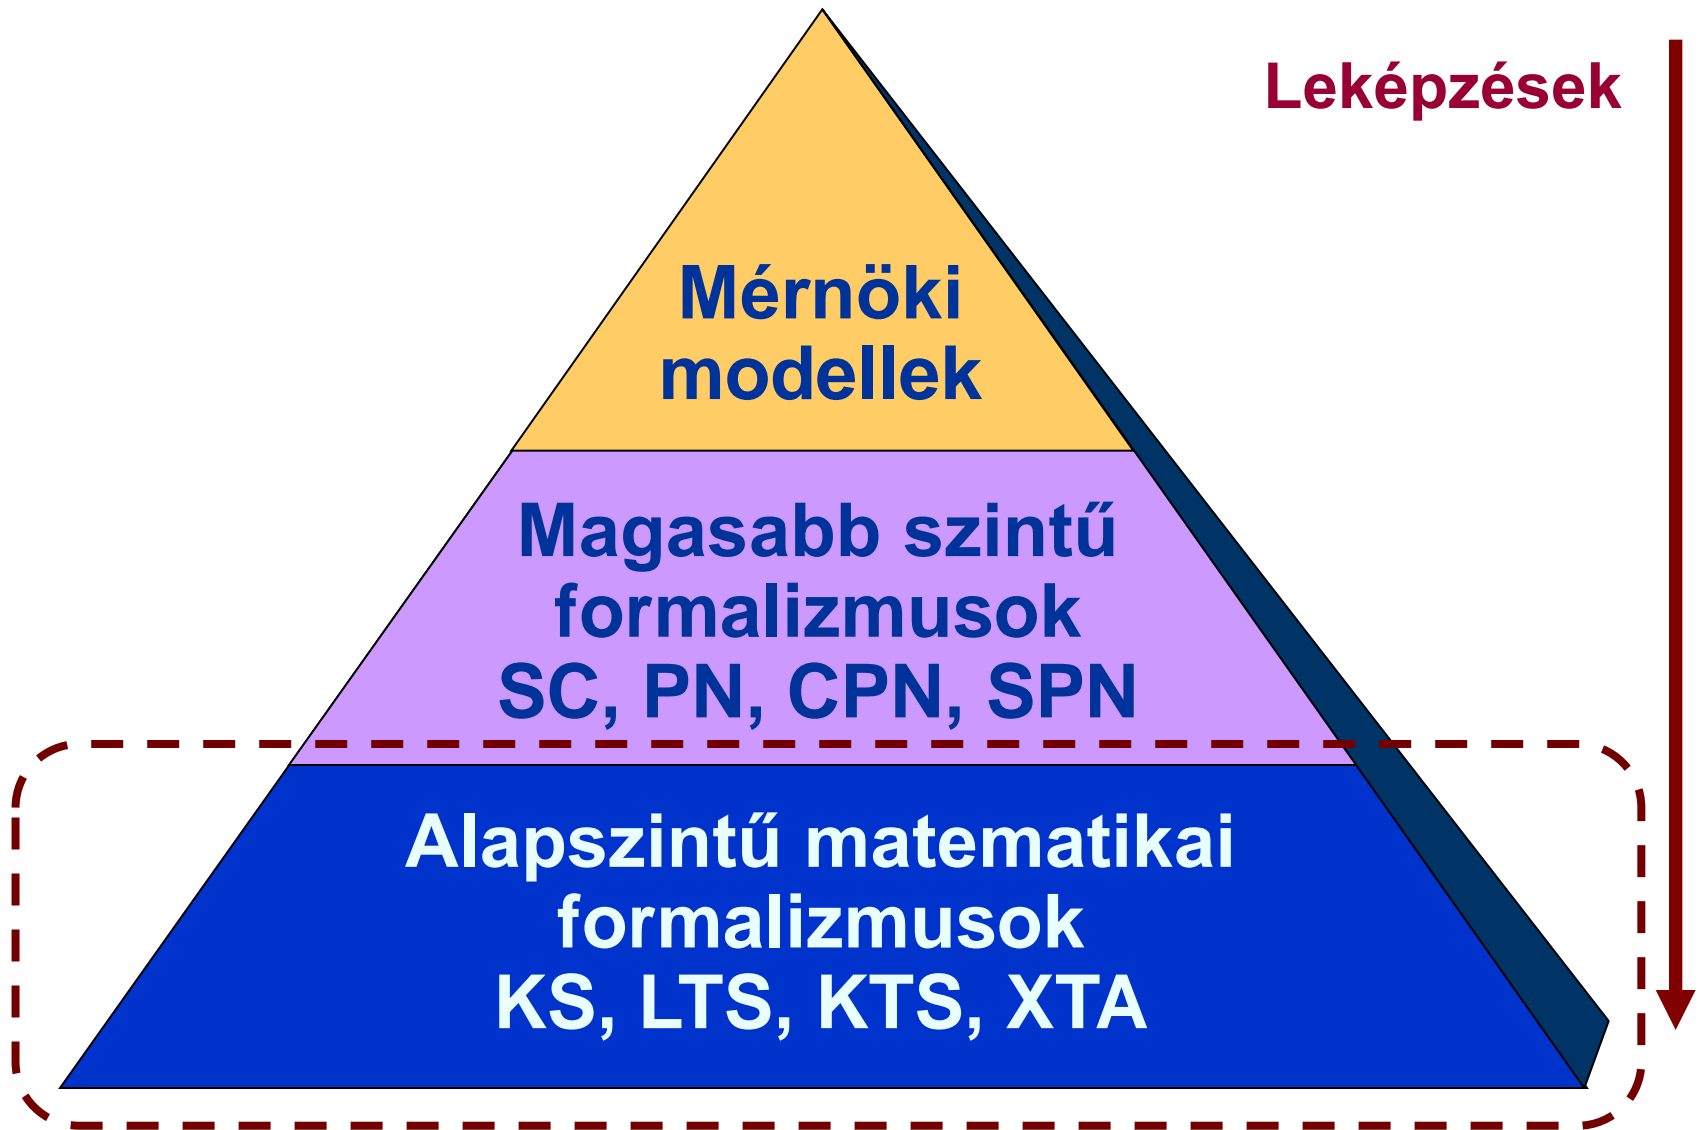 Leképzések
Mérnöki
modellek
Magasabb szintű
formalizmusok
SC, PN, CPN, SPN
Alapszintű matematikai
formalizmusok
KS, LTS, KTS, XTA